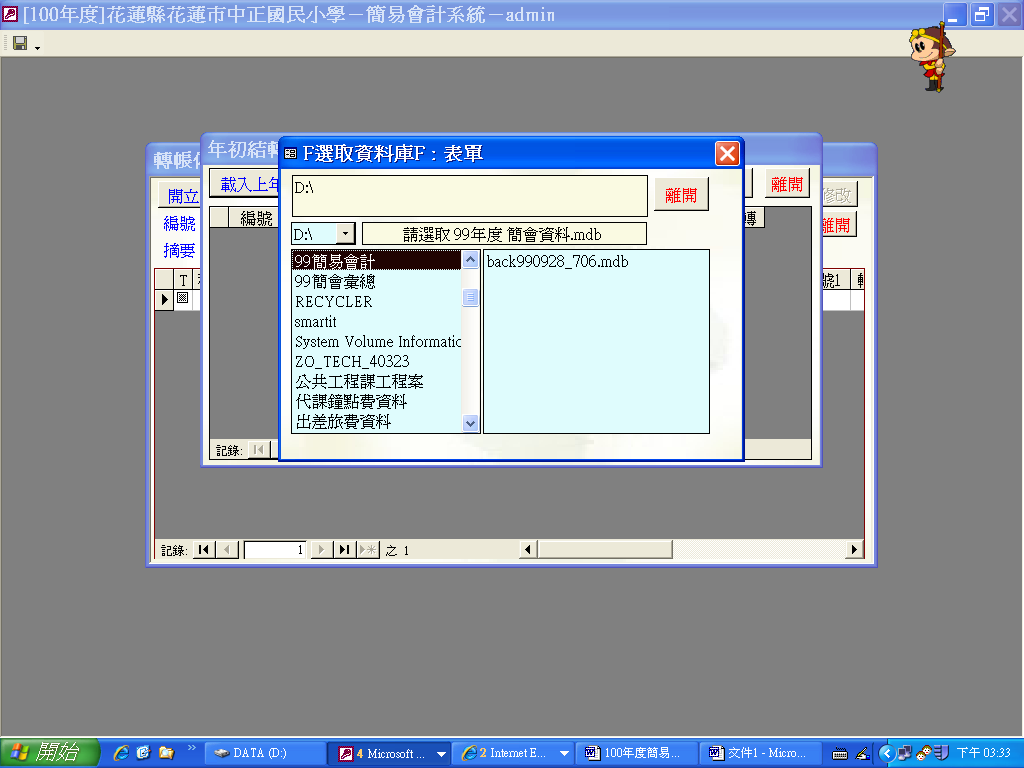 [100年度]花蓮縣花蓮市中正國民小學－簡易會計系統－admin
轉帳
年初結轉
F選取資料庫F：表單
開立
載入上年
D:\
離開
離開
修改
編號
編號
D:\
請選取 99年度 簡會資料.mdb
離開
摘要
T
99簡易會計
99簡會彙總
RECYCLER
smartit
System Volume Informatic
ZO_TECH_40323
公共工程課工程案
代課鐘點費資料
出差旅費資料
back990928_706.mdb
號1
記錄:
記錄:
1
之 1
開始
DATA (D:)
4 Microsoft ...
2 Internet E...
100年度簡易...
文件1 - Micro...
下午 03:33